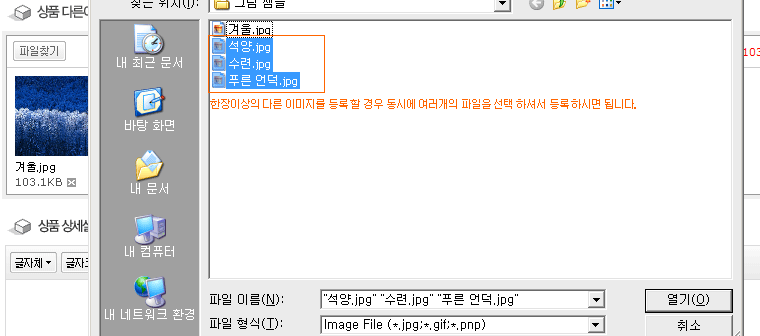 찾는 위치(I):
그림 샘플
상품 다른이
파일찾기
겨울.jpg
103.1KB
상품 상세설
글자체
글자크
내 최근 문서
바탕 화면
내 문서
내 컴퓨터
내 네트워크 환경
겨울.jpg
석양.jpg
수련.jpg
푸른 언덕.jpg
한장이상의 다른 이미지를 등록할 경우 동시에 여러개의 파일을 선택 하셔서 등록하시면 됩니다.
103
파일 이름(N):
"석양.jpg" "수련.jpg" "푸른 언덕.jpg"
열기(O)
파일 형식(T):
Image File (*.jpg;*.gif;*.pnp)
취소